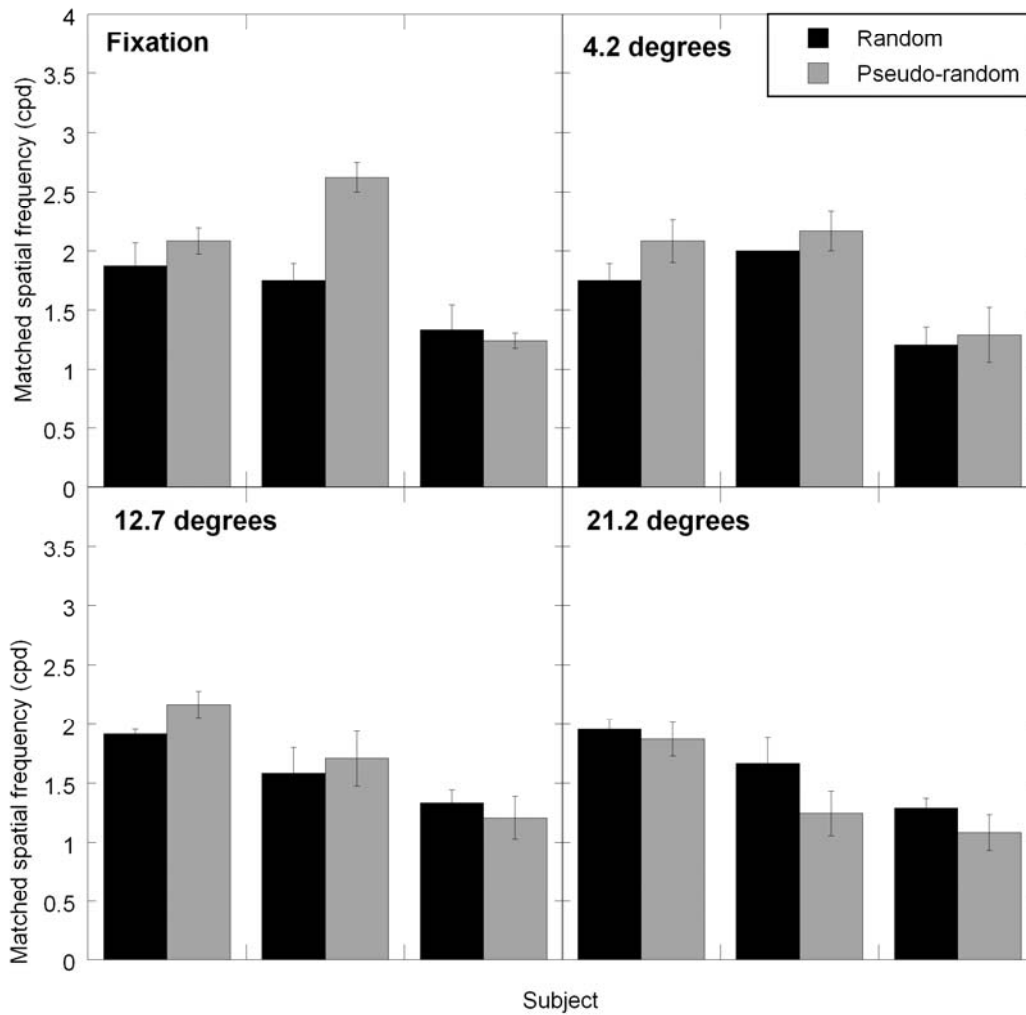 Fixation
4.2 degrees
Random
Pseudo-random
Matched spatial frequency (cpd)
4
3.5
3
2.5
2
1.5
1
0.5
0
12.7 degrees
21.2 degrees
Matched spatial frequency (cpd)
3.5
3
2.5
2
1.5
1
0.5
0
Subject